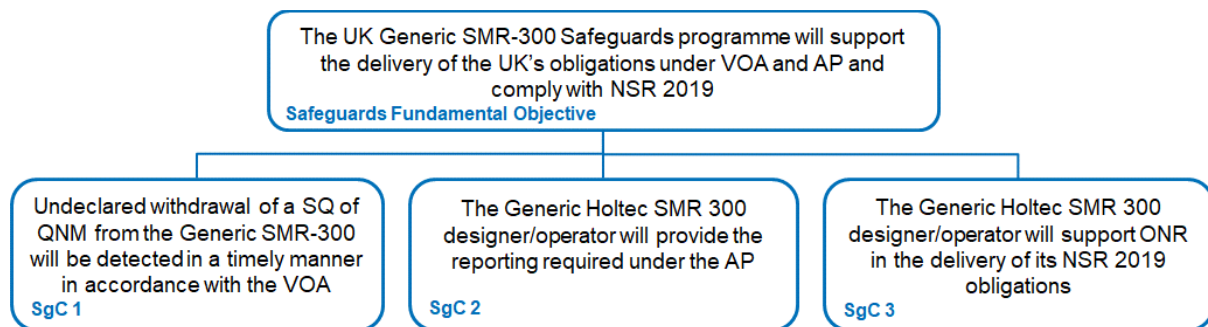 The UK Generic SMR-300 Safeguards programme will support
the delivery of the UK's obligations under VOA and AP and
comply with NSR 2019
Safeguards Fundamental Objective
Undeclared withdrawal of a SQ of
QNM from the Generic SMR-300
will be detected in a timely manner
in accordance with the VOA
SgC 1
The Generic Holtec SMR 300
designer/operator will provide the
reporting required under the AP
SgC 2
The Generic Holtec SMR 300
designer/operator will support ONR
in the delivery of its NSR 2019
obligations
SgC 3